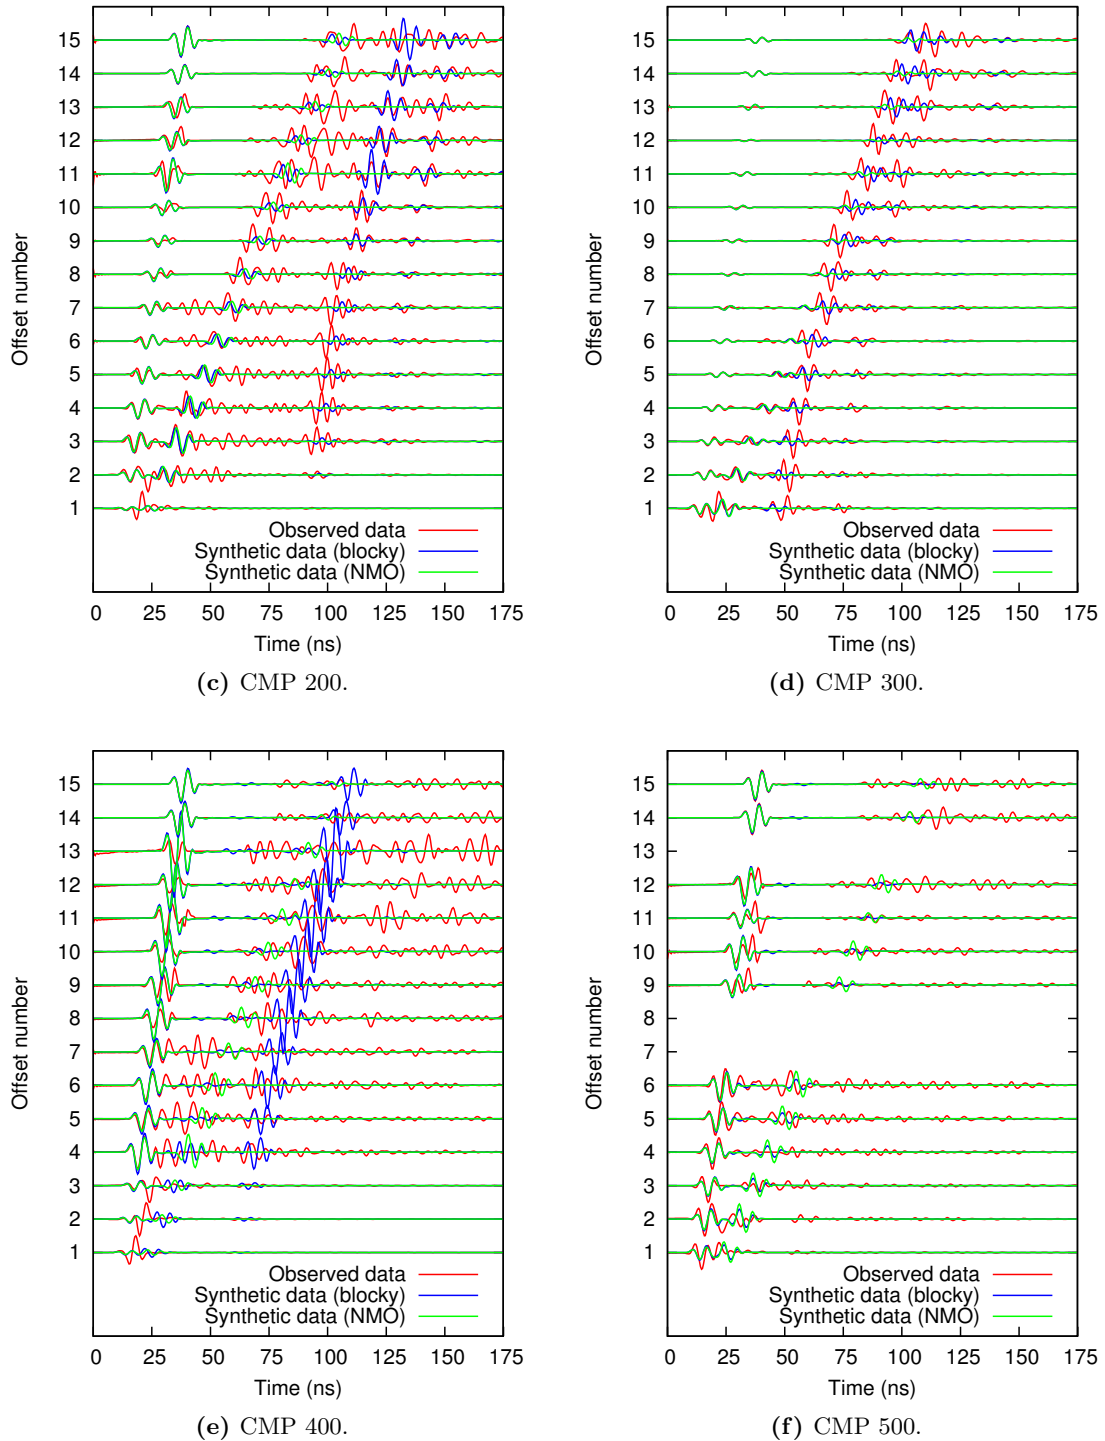 15
14
13
12
11
10
9
8
7
6
5
4
3
2
1
Offset number
Observed data
Synthetic data (blocky)
Synthetic data (NMO)
0 25 50 75 100 125 150 175
Time (ns)
(c) CMP 200.
15
14
13
12
11
10
9
8
7
6
5
4
3
2
1
Offset number
Observed data
Synthetic data (blocky)
Synthetic data (NMO)
0 25 50 75 100 125 150 175
Time (ns)
(d) CMP 300.
15
14
13
12
11
10
9
8
7
6
5
4
3
2
1
Offset number
Observed data
Synthetic data (blocky)
Synthetic data (NMO)
0 25 50 75 100 125 150 175
Time (ns)
(e) CMP 400.
15
14
13
12
11
10
9
8
7
6
5
4
3
2
1
Offset number
Observed data
Synthetic data (blocky)
Synthetic data (NMO)
0 25 50 75 100 125 150 175
Time (ns)
(f) CMP 500.